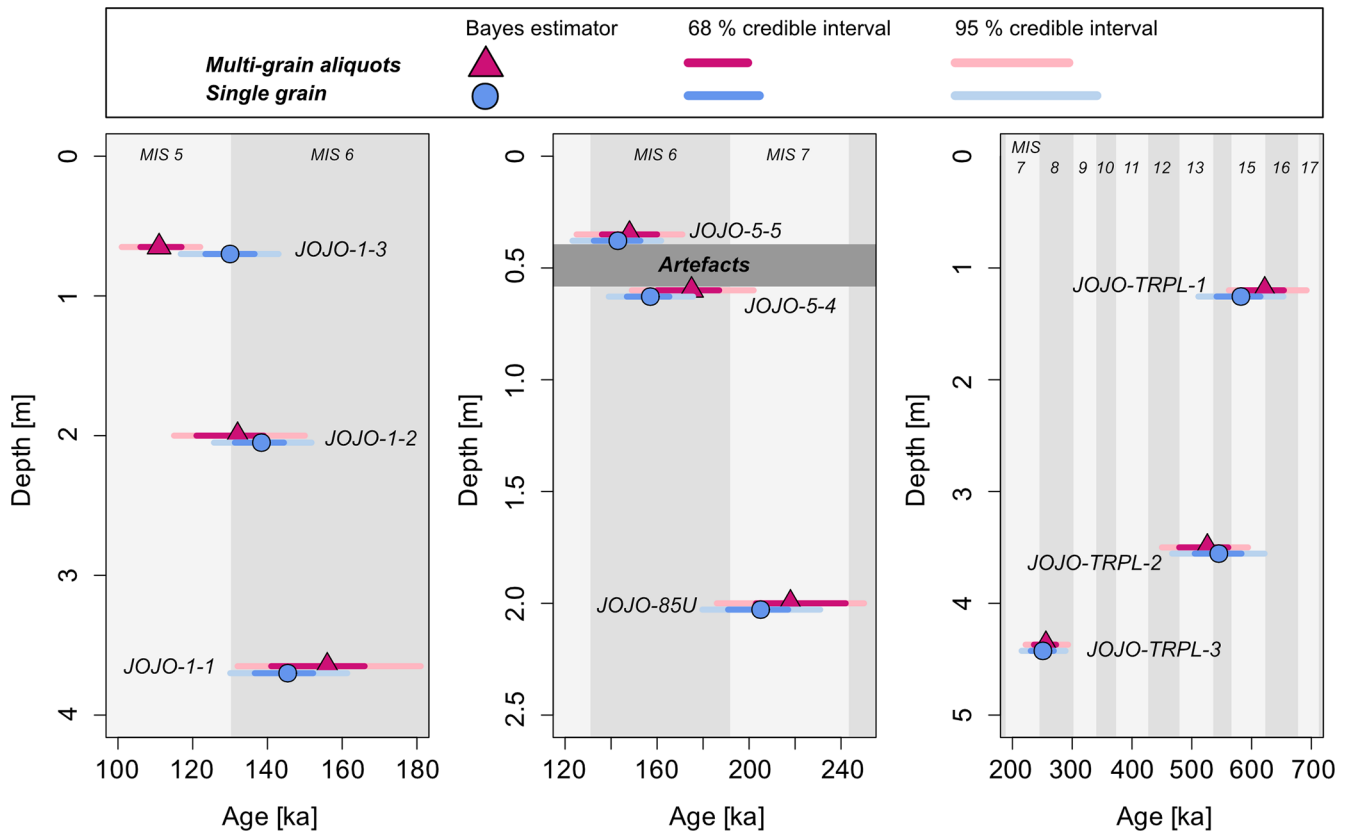 Bayes estimator 68 % credible interval 95 % credible interval
Multi-grain aliquots
Single grain
MIS 5 MIS 6
0
1
2
3
4
Depth [m]
JOJO-1-3
JOJO-1-2
JOJO-1-1
100 120 140 160 180
Age [ka]
MIS 6 MIS 7
0
0.5
1.0
1.5
2.0
2.5
Depth [m]
JOJO-5-5
Artefacts
JOJO-5-4
JOJO-85U
120 160 200 240
Age [ka]
MIS
7 8 9 10 11 12 13 15 16 17
0
1
2
3
4
5
Depth [m]
JOJO-TRPL-1
JOJO-TRPL-2
JOJO-TRPL-3
200 300 400 500 600 700
Age [ka]